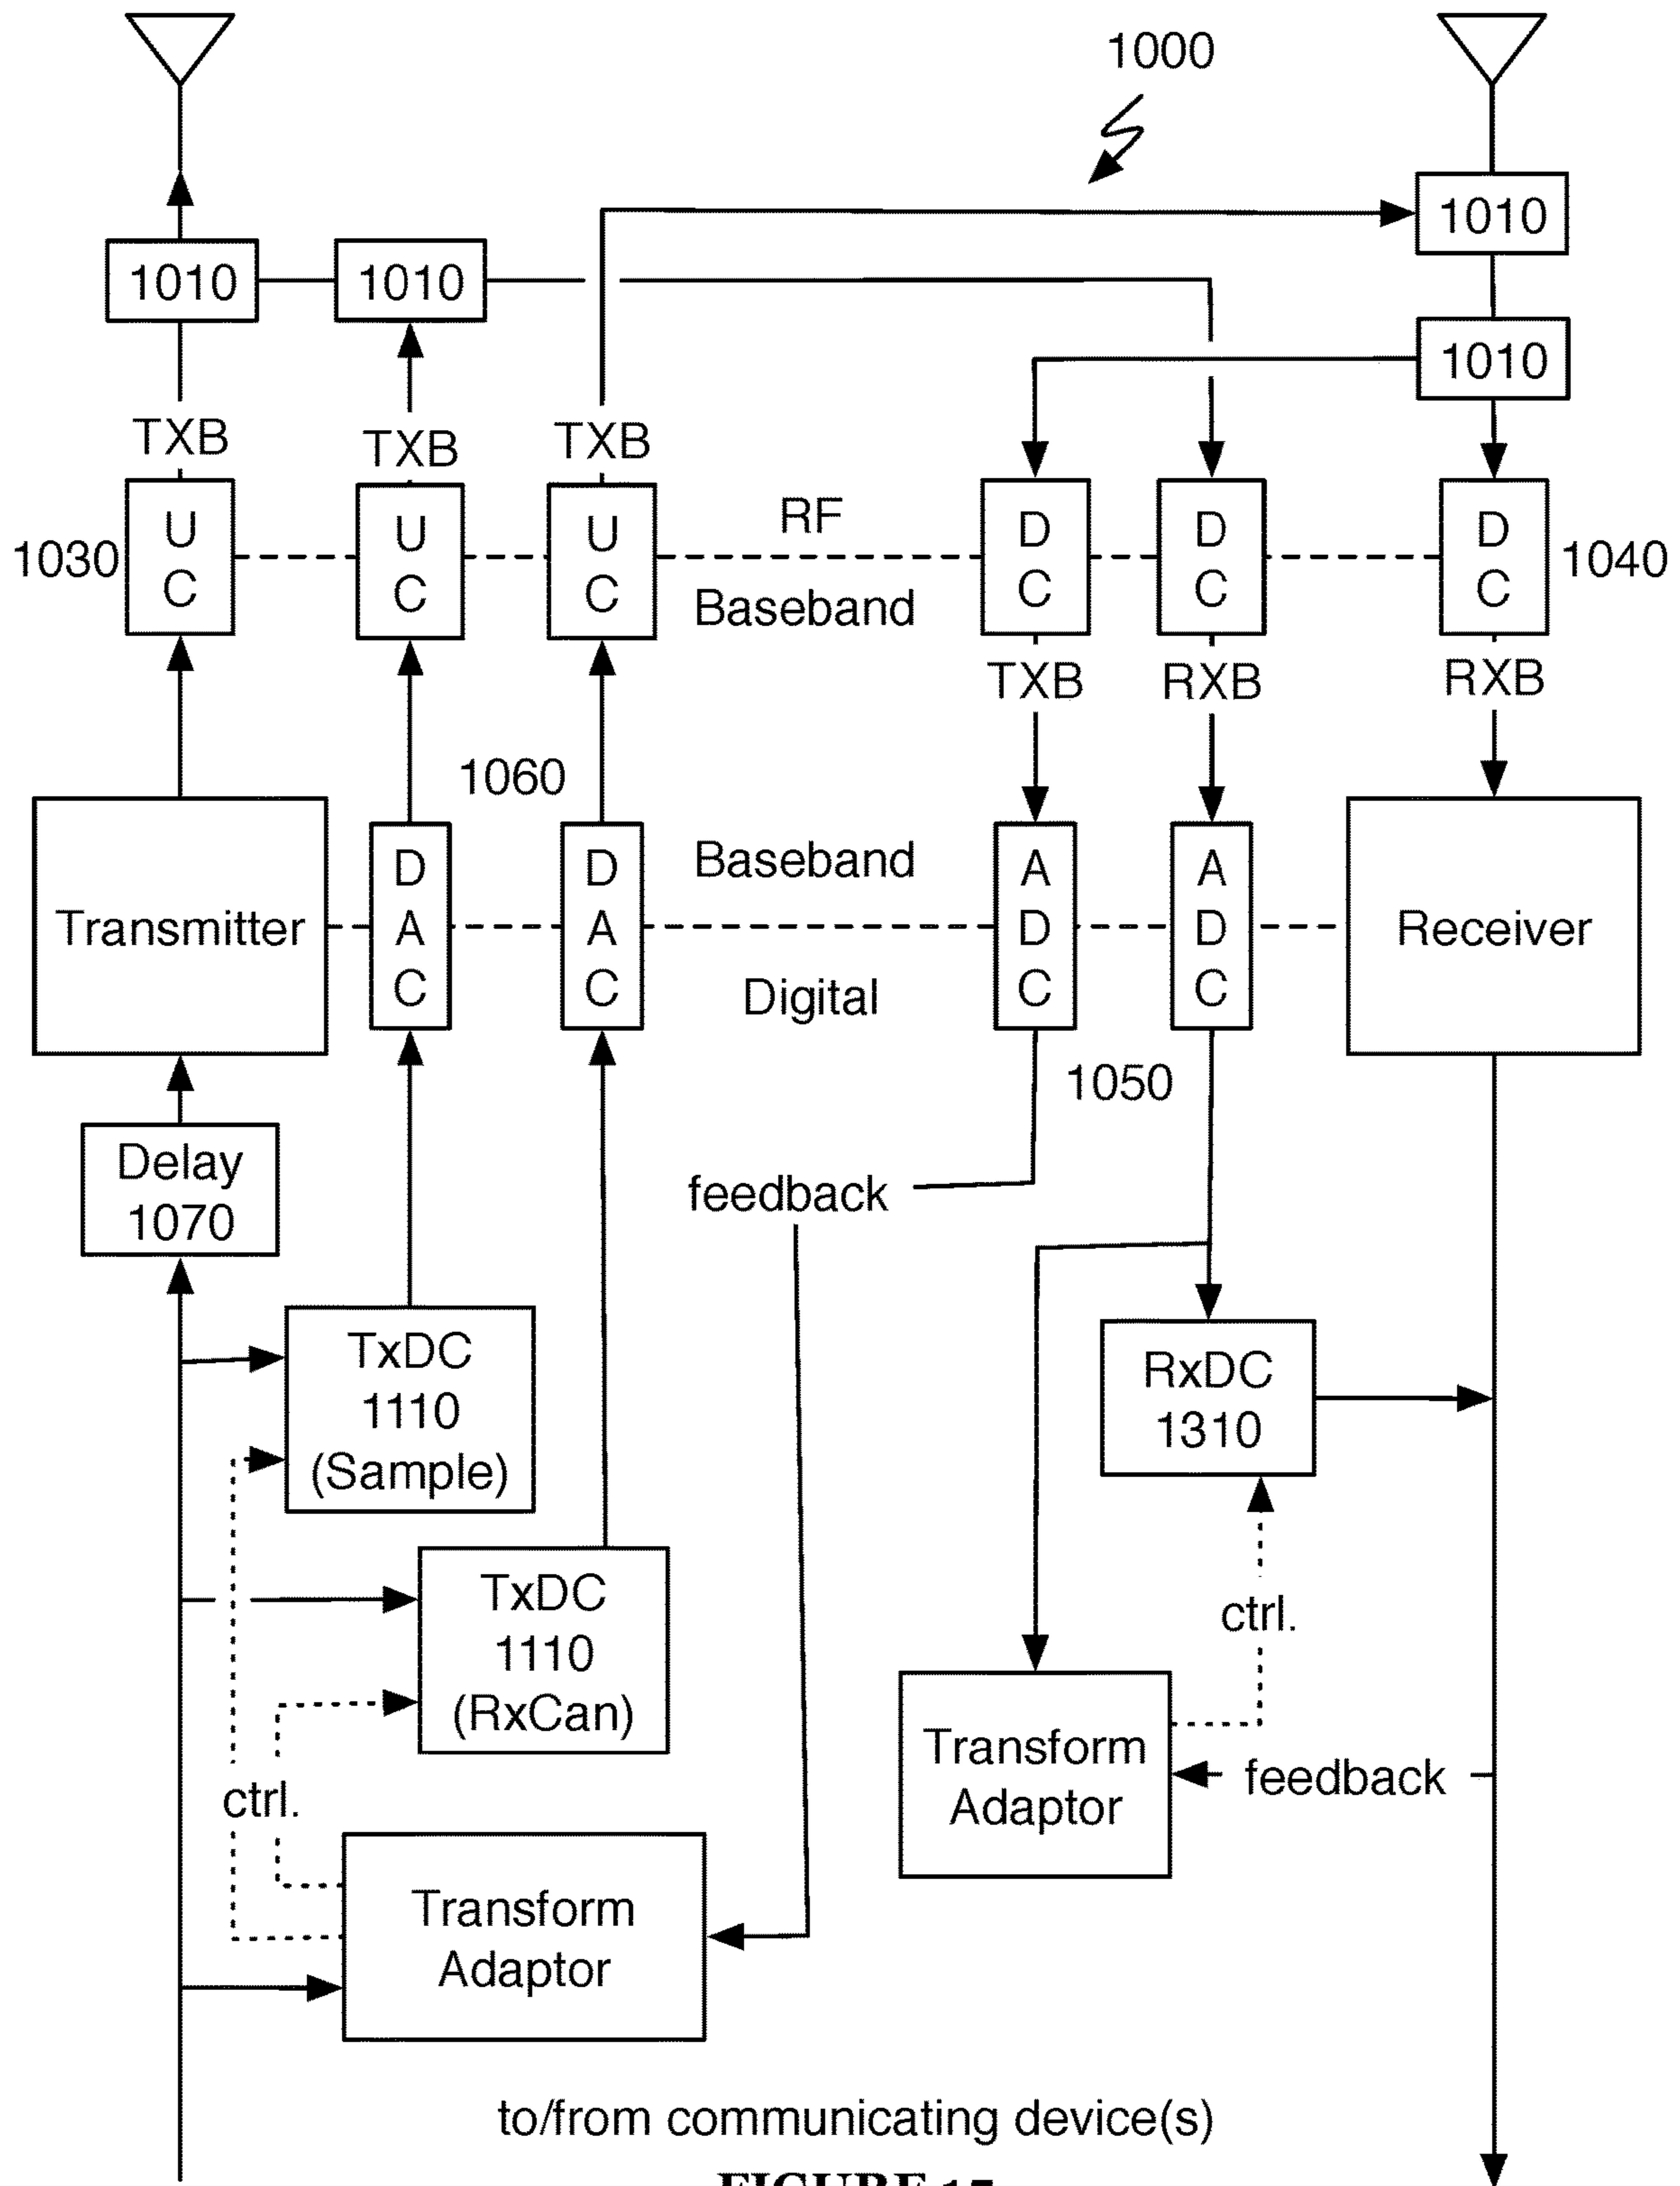 1000
1010
1010
1010
1010
TXB
TXB
TXB
1030
U
C
U
C
U
C
RF
Baseband
D
C
D
C
D
C
1040
TXB
RXB
RXB
1060
Transmitter
D
A
C
D
A
C
Baseband
Digital
A
D
C
A
D
C
Receiver
1050
Delay
1070
feedback
TxDC
1110
(Sample)
RxDC
1310
TxDC
1110
(RxCan)
ctrl.
Transform
Adaptor
feedback
ctrl.
Transform
Adaptor
to/from communicating device(s)